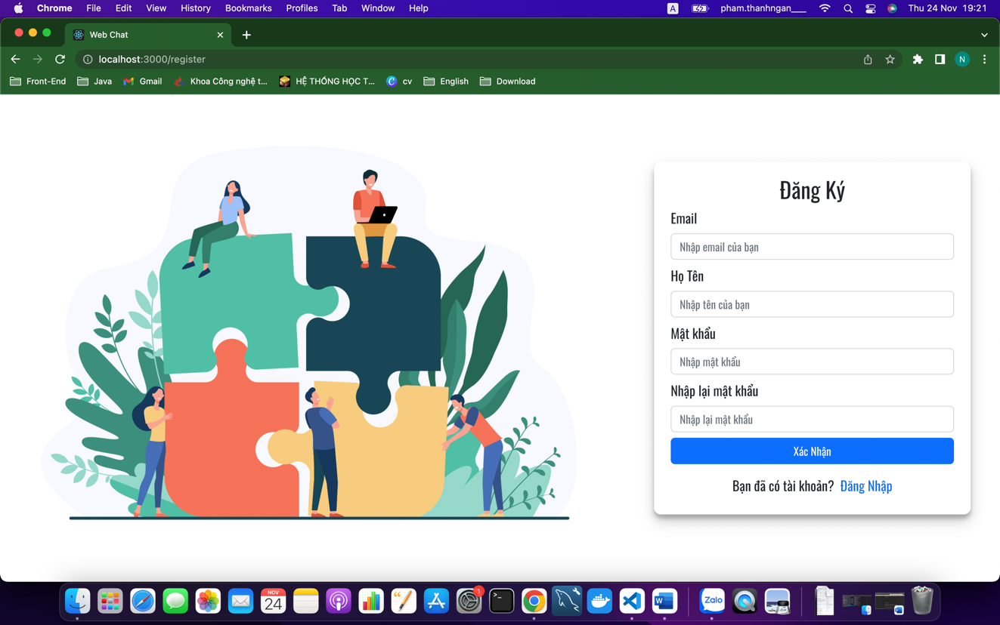 Chrome File Edit View History Bookmarks Profiles Tab Window Help A pham.thanhngan___ Thu 24 Nov 19:21
Web Chat
localhost:3000/register N
Front-End Java Gmail Khoa Công nghệ t... HỆ THỐNG HỌC T... cv English Download
Đăng Ký
Email
Nhập email của bạn
Họ Tên
Nhập tên của bạn
Mật khẩu
Nhập mật khẩu
Nhập lại mật khẩu
Nhập lại mật khẩu
Xác Nhận
Bạn đã có tài khoản? Đăng Nhập
NOV
24
1
W
Zalo